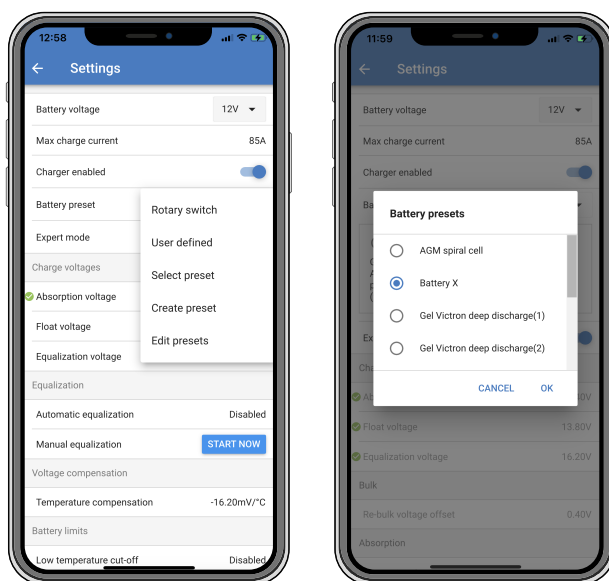 12:58
Settings
Battery voltage 12V
Max charge current 85A
Charger enabled
Battery preset
Expert mode
Rotary switch
User defined
Select preset
Create preset
Edit presets
Charge voltages
Absorption voltage
Float voltage
Equalization voltage
Equalization
Automatic equalization Disabled
Manual equalization START NOW
Voltage compensation
Temperature compensation -16.20mV/°C
Battery limits
Low temperature cut-off Disabled
11:59
Settings
Battery voltage 12V
Max charge current 85A
Charger enabled
Ba
Battery presets
AGM spiral cell
Battery X
Gel Victron deep discharge(1)
Gel Victron deep discharge(2)
CANCEL OK
Ex
Cha
Ab
Float voltage 13.80V
Equalization voltage 16.20V
Bulk
Re-bulk voltage offset 0.40V
Absorption